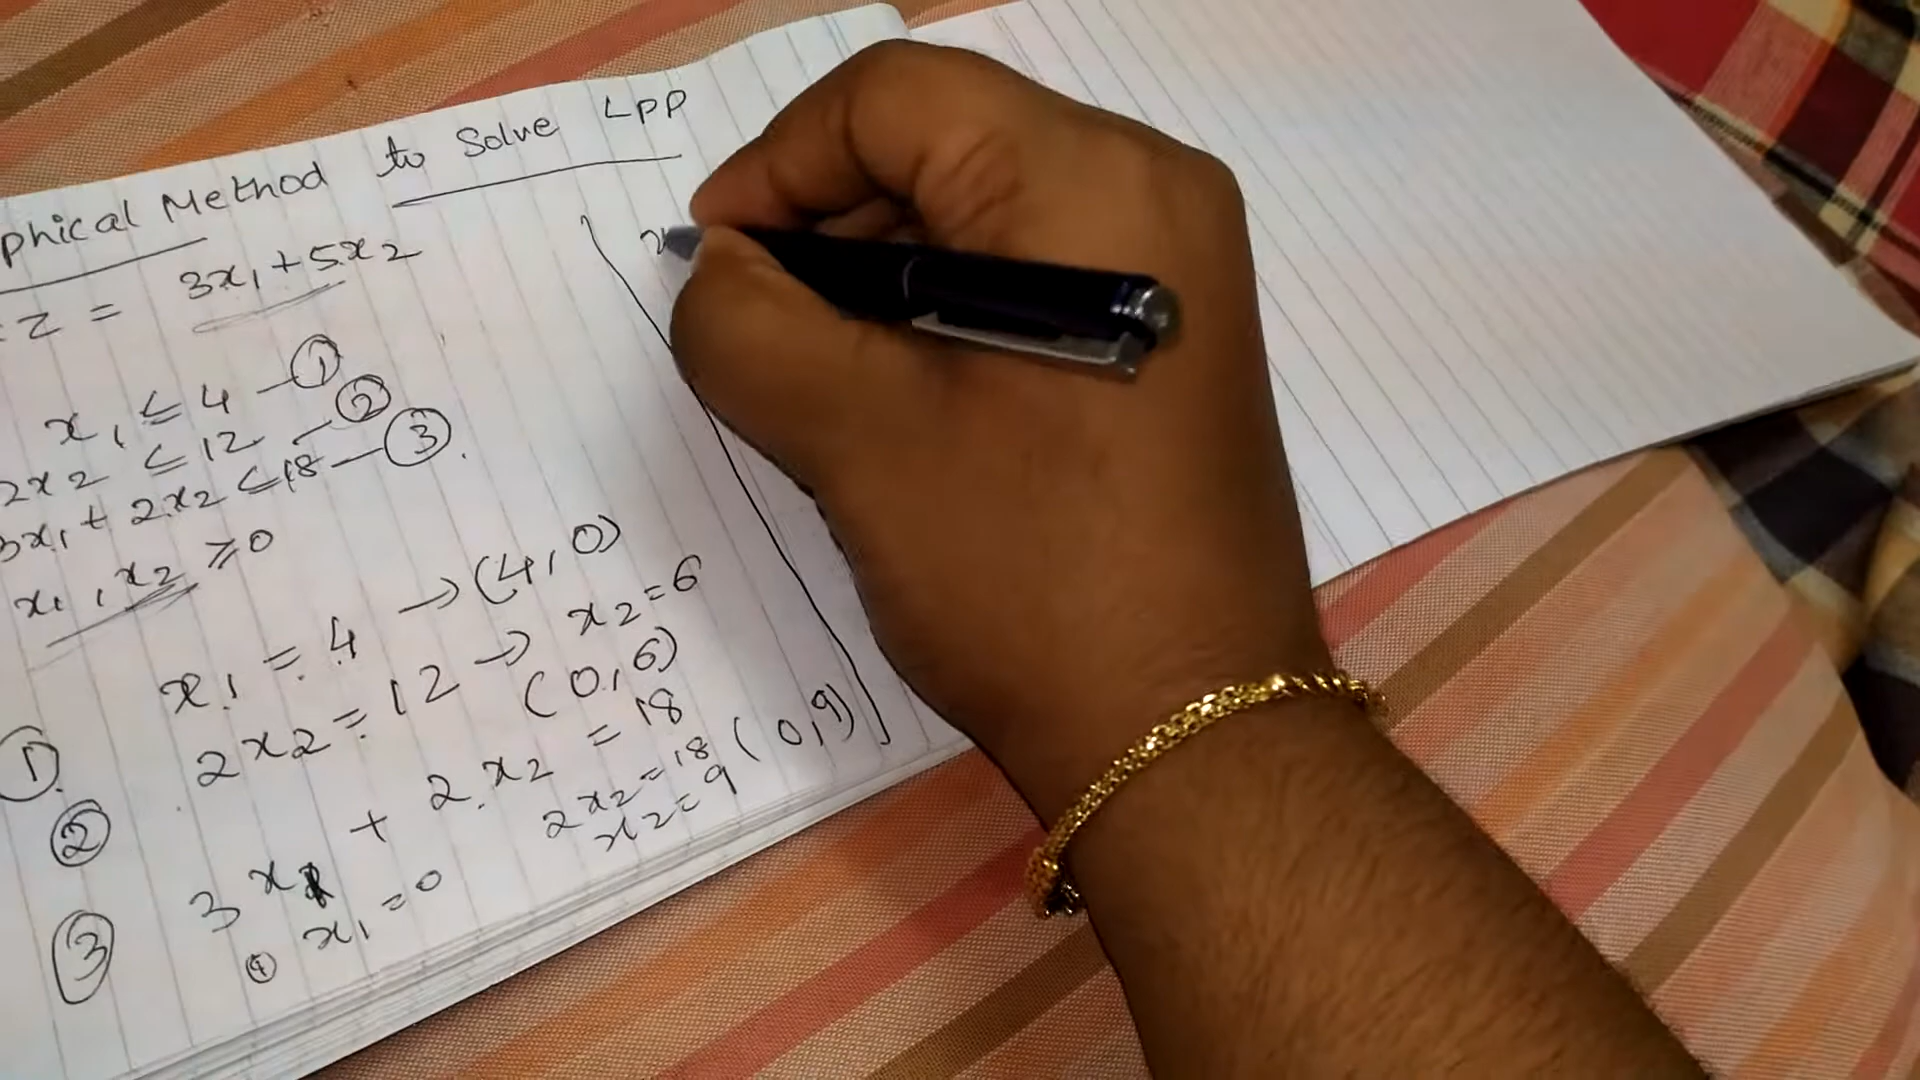 phical Method to Solve LPP
z = 3x1 + 5x2
x1 ≤ 4 — ①
2x2 ≤ 12 — ②
3x1 + 2x2 ≤ 18 — ③
x1, x2 ≥ 0
① x1 = 4 → (4, 0)
② 2x2 = 12 → x2 = 6
(0, 6)
③ 3x1 + 2x2 = 18
① x1 = 0 2x2 = 18
x2 = 9 (0, 9)
x